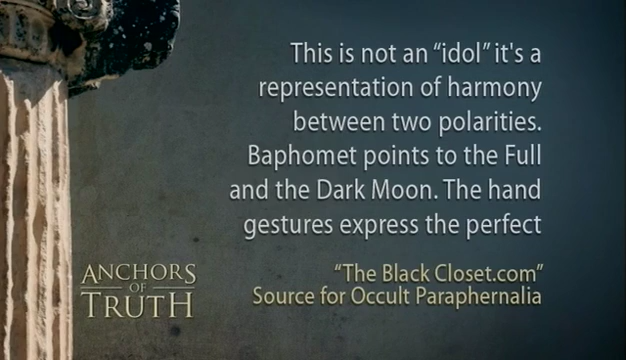 This is not an “idol” it's a
representation of harmony
between two polarities.
Baphomet points to the Full
and the Dark Moon. The hand
gestures express the perfect
“The Black Closet.com”
Source for Occult Paraphernalia
ANCHORS
OF
TRUTH